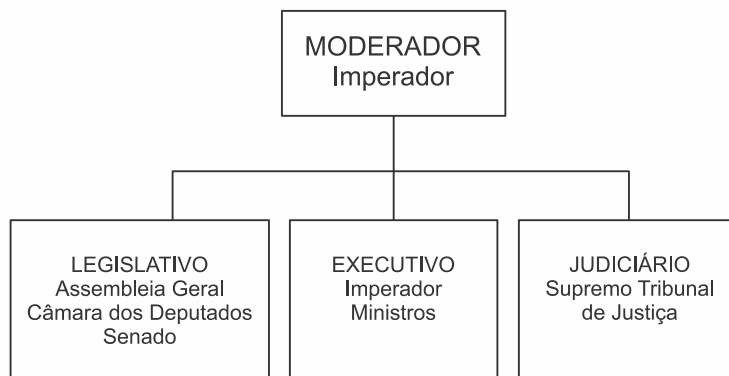 MODERADOR
Imperador
LEGISLATIVO
Assembleia Geral
Câmara dos Deputados
Senado
EXECUTIVO
Imperador
Ministros
JUDICIÁRIO
Supremo Tribunal
de Justiça